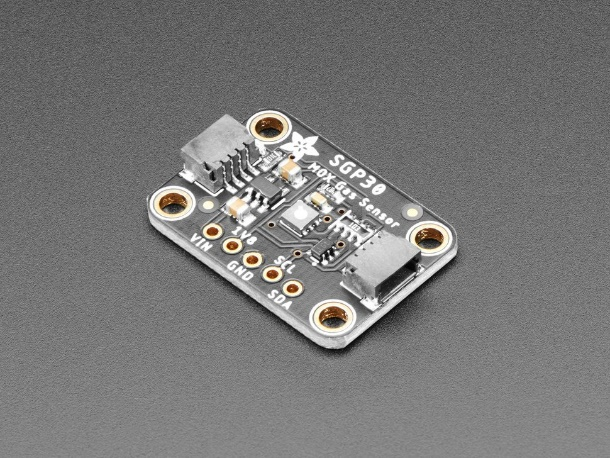 SGP30
MOX Gas Sensor
VIN
1V8
GND
SCL
SDA